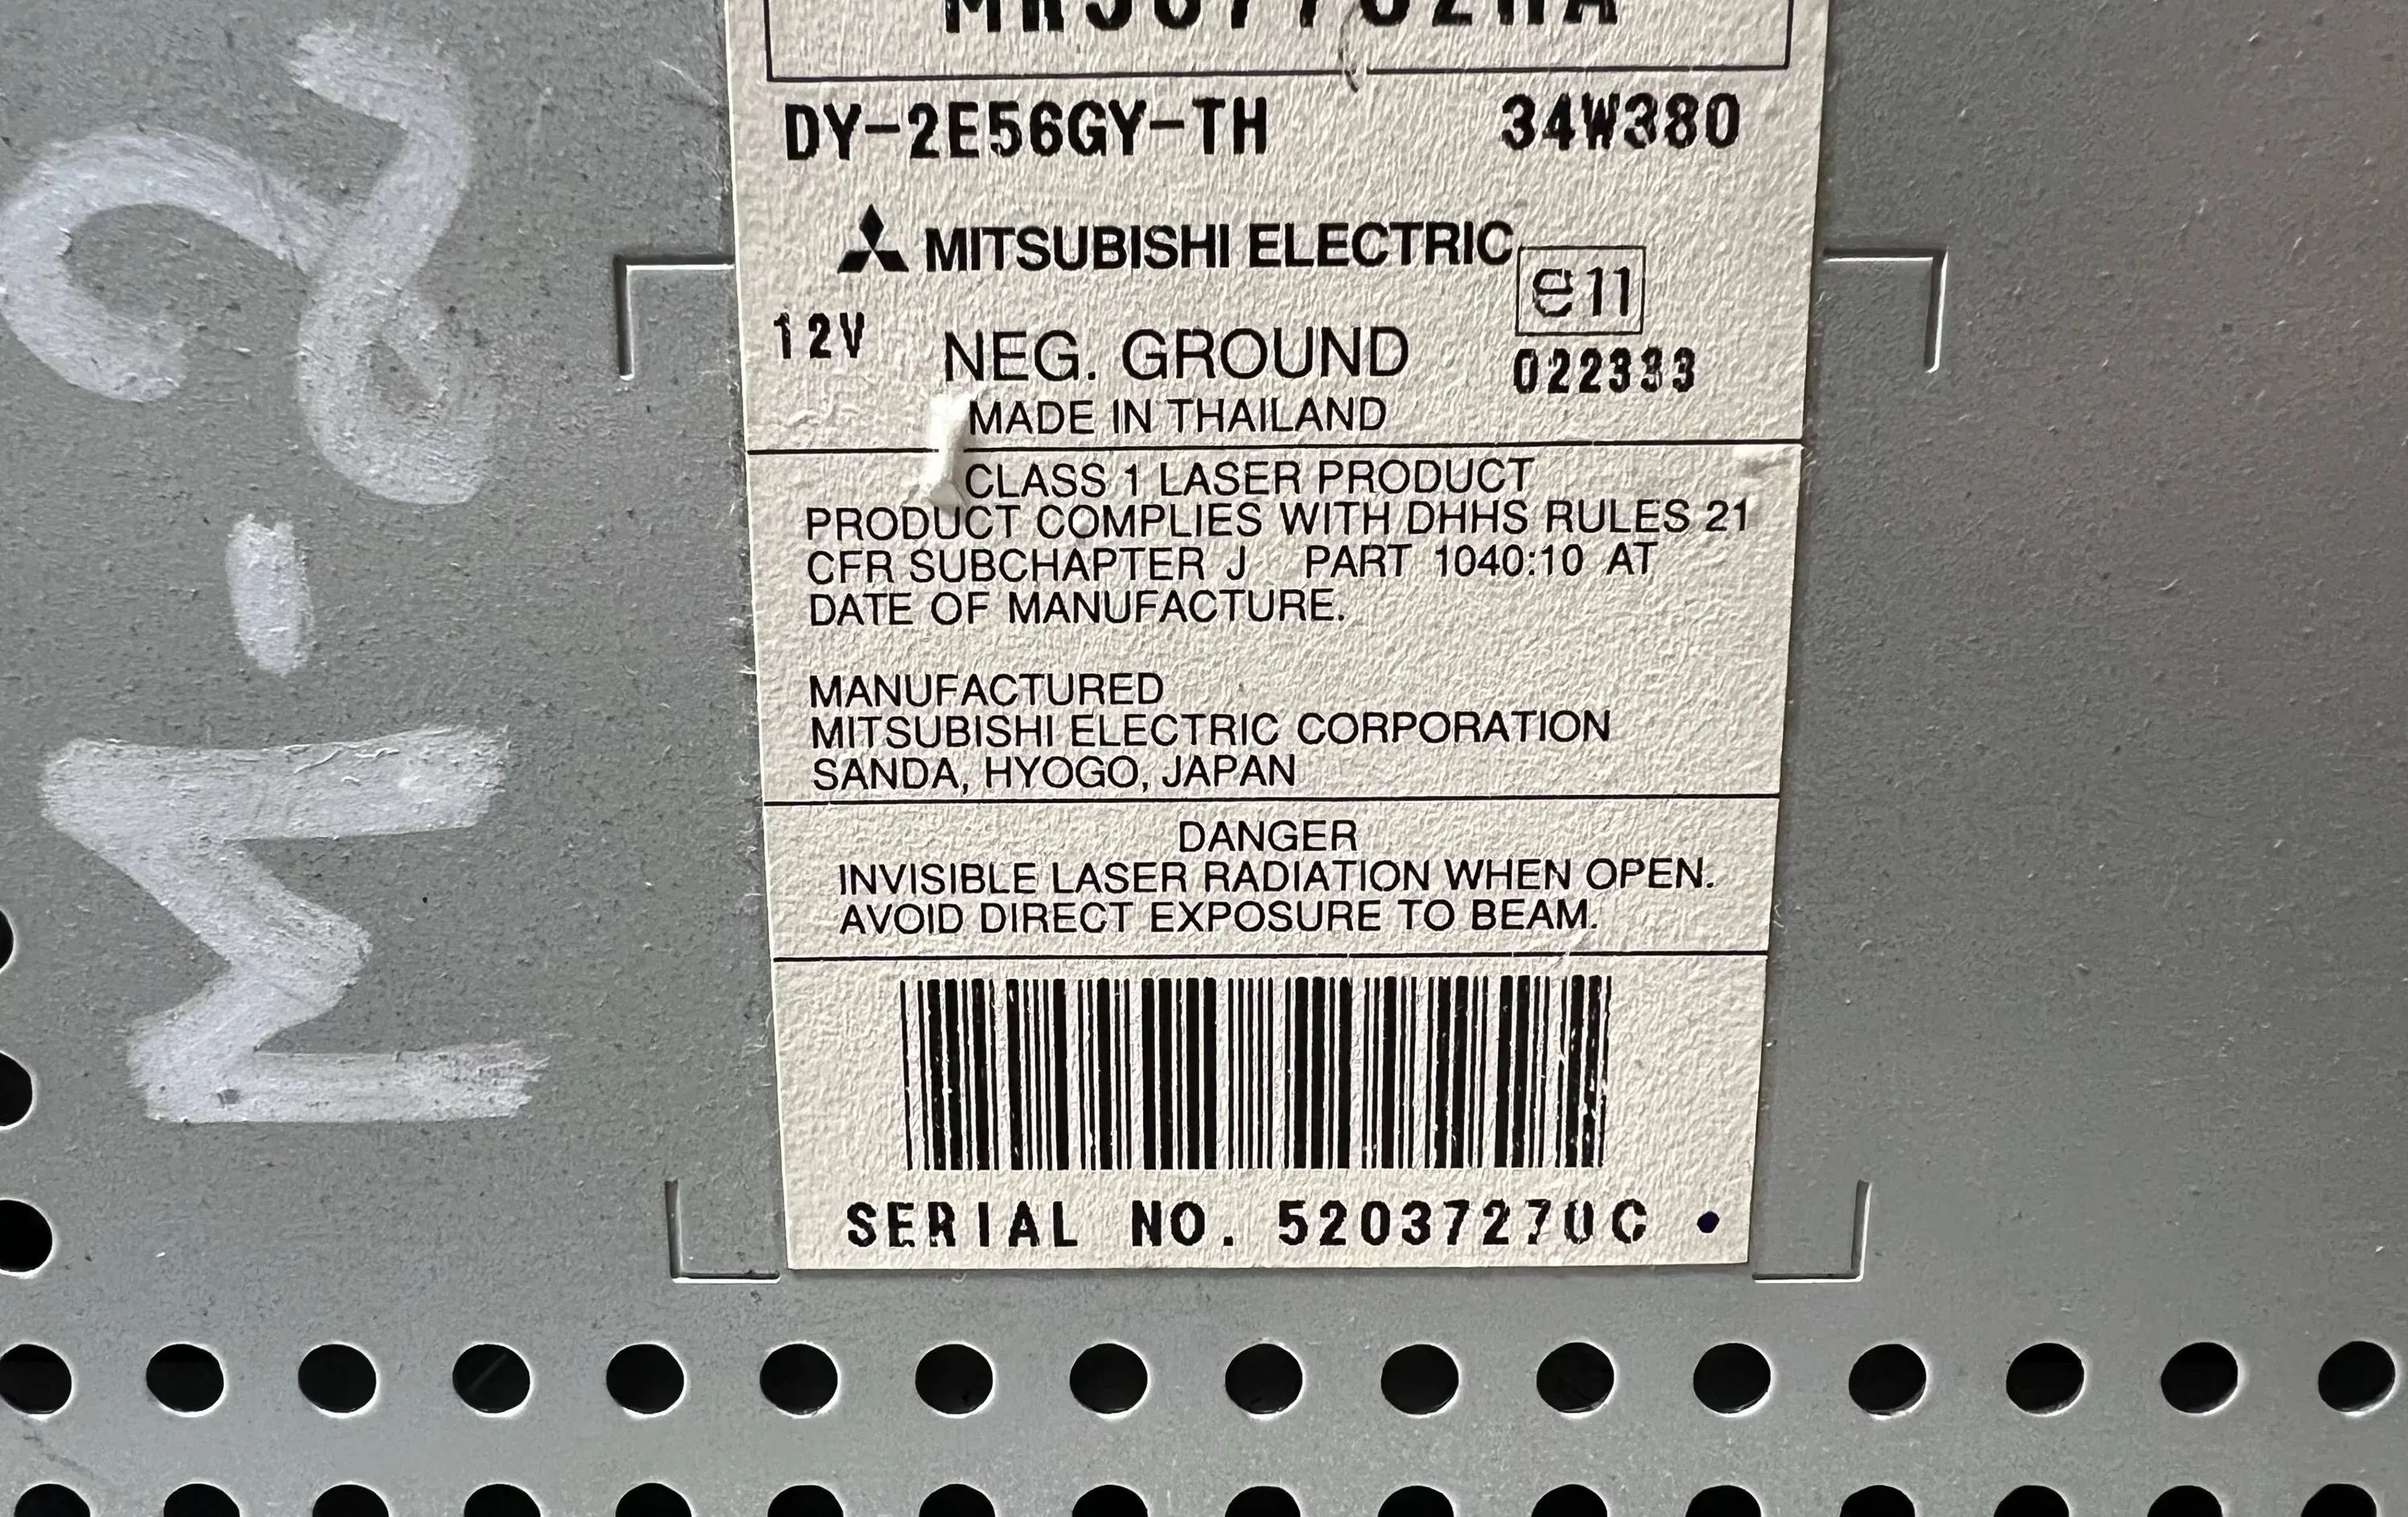 DY-2E56GY-TH 34W380
MITSUBISHI ELECTRIC
e11
12V NEG. GROUND 022333
MADE IN THAILAND
CLASS 1 LASER PRODUCT
PRODUCT COMPLIES WITH DHHS RULES 21
CFR SUBCHAPTER J PART 1040:10 AT
DATE OF MANUFACTURE.
MANUFACTURED
MITSUBISHI ELECTRIC CORPORATION
SANDA, HYOGO, JAPAN
DANGER
INVISIBLE LASER RADIATION WHEN OPEN.
AVOID DIRECT EXPOSURE TO BEAM.
SERIAL NO. 52037270C